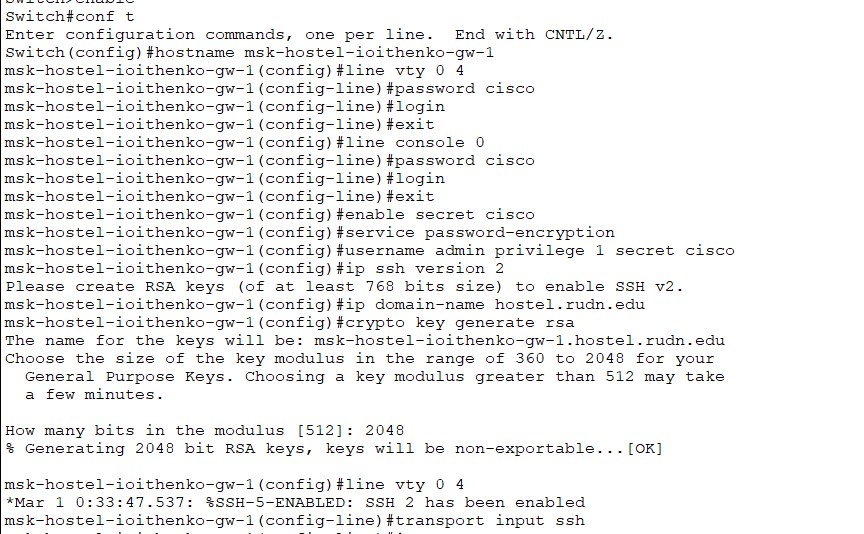 Switch>enable
Switch#conf t
Enter configuration commands, one per line.  End with CNTL/Z.
Switch(config)#hostname msk-hostel-ioithenko-gw-1
msk-hostel-ioithenko-gw-1(config)#line vty 0 4
msk-hostel-ioithenko-gw-1(config-line)#password cisco
msk-hostel-ioithenko-gw-1(config-line)#login
msk-hostel-ioithenko-gw-1(config-line)#exit
msk-hostel-ioithenko-gw-1(config)#line console 0
msk-hostel-ioithenko-gw-1(config-line)#password cisco
msk-hostel-ioithenko-gw-1(config-line)#login
msk-hostel-ioithenko-gw-1(config-line)#exit
msk-hostel-ioithenko-gw-1(config)#enable secret cisco
msk-hostel-ioithenko-gw-1(config)#service password-encryption
msk-hostel-ioithenko-gw-1(config)#username admin privilege 1 secret cisco
msk-hostel-ioithenko-gw-1(config)#ip ssh version 2
Please create RSA keys (of at least 768 bits size) to enable SSH v2.
msk-hostel-ioithenko-gw-1(config)#ip domain-name hostel.rudn.edu
msk-hostel-ioithenko-gw-1(config)#crypto key generate rsa
The name for the keys will be: msk-hostel-ioithenko-gw-1.hostel.rudn.edu
Choose the size of the key modulus in the range of 360 to 2048 for your
  General Purpose Keys. Choosing a key modulus greater than 512 may take
  a few minutes.
How many bits in the modulus [512]: 2048
% Generating 2048 bit RSA keys, keys will be non-exportable...[OK]
msk-hostel-ioithenko-gw-1(config)#line vty 0 4
*Mar 1 0:33:47.537: %SSH-5-ENABLED: SSH 2 has been enabled
msk-hostel-ioithenko-gw-1(config-line)#transport input ssh